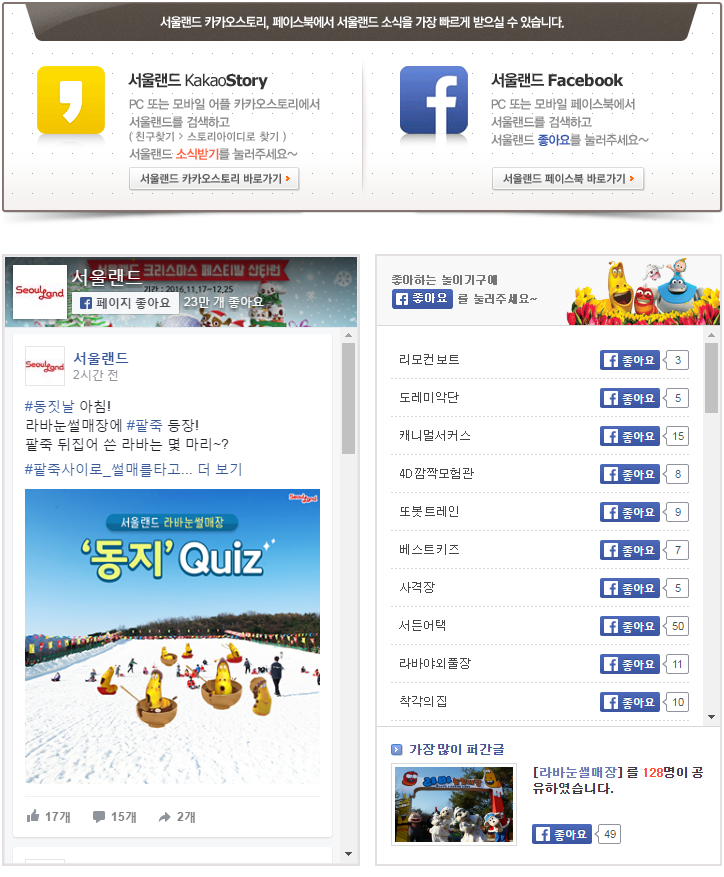 서울랜드 카카오스토리, 페이스북에서 서울랜드 소식을 가장 빠르게 받으실 수 있습니다.
서울랜드 KakaoStory
PC 또는 모바일 어플 카카오스토리에서
서울랜드를 검색하고
( 친구찾기 > 스토리아이디로 찾기 )
서울랜드 소식받기를 눌러주세요~
서울랜드 카카오스토리 바로가기
서울랜드 Facebook
PC 또는 모바일 페이스북에서
서울랜드를 검색하고
서울랜드 좋아요를 눌러주세요~
서울랜드 페이스북 바로가기
서울랜드 크리스마스 페스티발 산타럼
기간 : 2016.11.17~12.25
Seoul Land
서울랜드
페이지 좋아요
23만 개 좋아요
Seoul Land
서울랜드
2시간 전
#동짓날 아침!
라바눈썰매장에 #팥죽 등장!
팥죽 뒤집어 쓴 라바는 몇 마리~?
#팥죽사이로_썰매를타고... 더 보기
Seoul Land
서울랜드 라바눈썰매장
‘동지’ Quiz
17개
15개
2개
좋아하는 놀이기구에
좋아요 를 눌러주세요~
리모컨보트 좋아요 3
도레미악단 좋아요 5
캐니멀서커스 좋아요 15
4D깜짝모험관 좋아요 8
또봇트레인 좋아요 9
베스트키즈 좋아요 7
사격장 좋아요 5
서든어택 좋아요 50
라바야외풀장 좋아요 11
착각의집 좋아요 10
가장많이 퍼간글
[라바눈썰매장] 를 128명이 공
유하였습니다.
좋아요 49